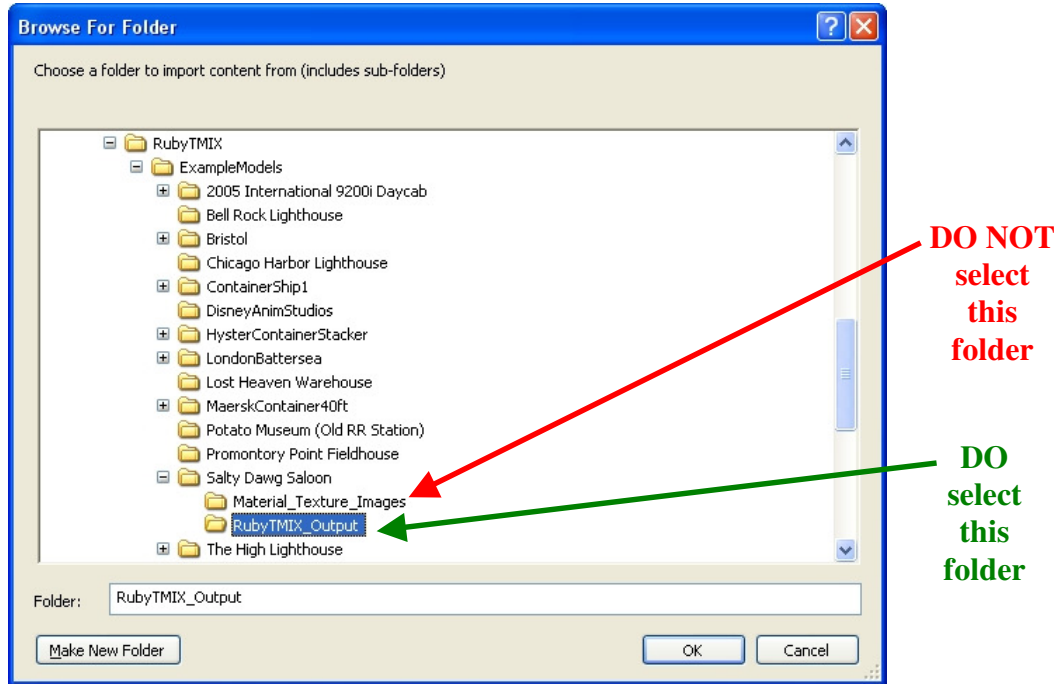 Browse For Folder
Choose a folder to import content from (includes sub-folders)
RubyTMIX
ExampleModels
2005 International 9200i Daycab
Bell Rock Lighthouse
Bristol
Chicago Harbor Lighthouse
ContainerShip1
DisneyAnimStudios
HysterContainerStacker
LondonBattersea
Lost Heaven Warehouse
MaerskContainer40ft
Potato Museum (Old RR Station)
Promontory Point Fieldhouse
Salty Dawg Saloon
Material_Texture_Images
RubyTMIX_Output
The High Lighthouse
Folder: RubyTMIX_Output
Make New Folder OK Cancel
DO NOT
select
this
folder
DO
select
this
folder